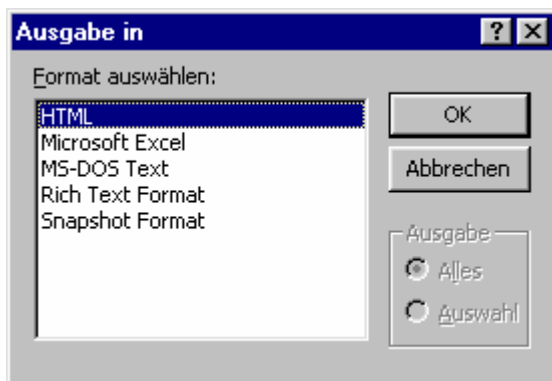 Ausgabe in
Format auswählen:
HTML
Microsoft Excel
MS-DOS Text
Rich Text Format
Snapshot Format
OK
Abbrechen
Ausgabe
Alles
Auswahl